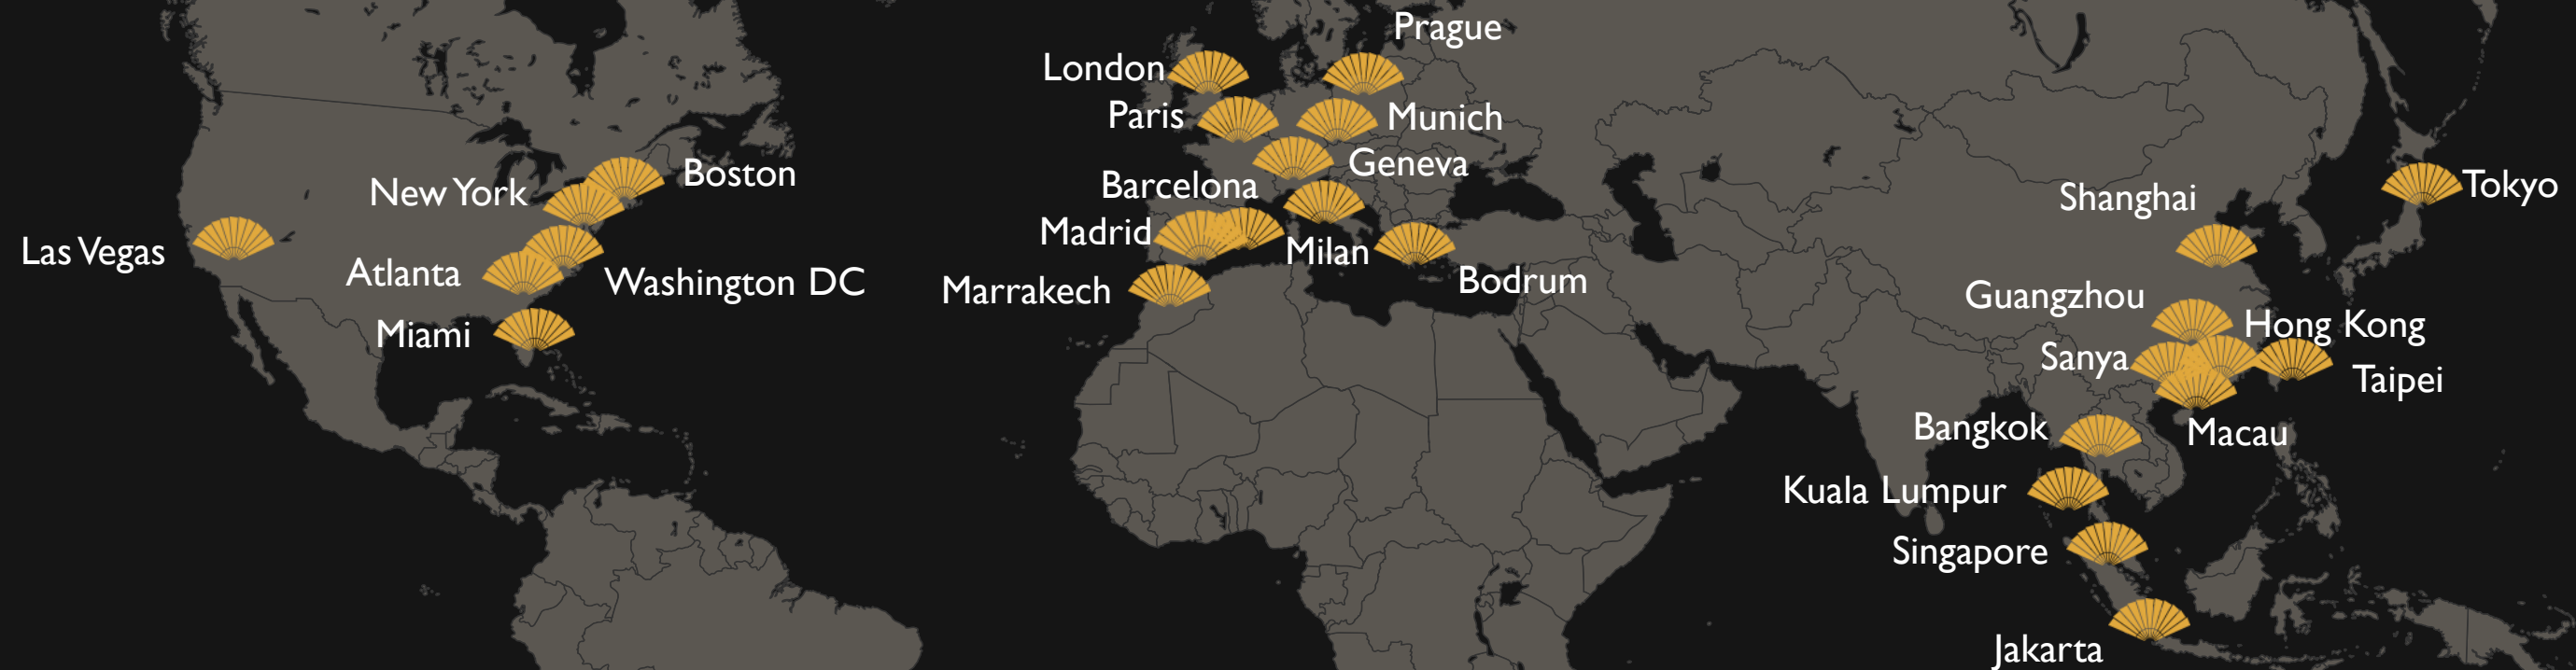 Prague
London
Paris
Munich
Geneva
Boston
New York
Barcelona
Tokyo
Shanghai
Las Vegas
Madrid
Milan
Atlanta
Washington DC
Bodrum
Marrakech
Guangzhou
Miami
Hong Kong
Sanya
Taipei
Bangkok
Macau
Kuala Lumpur
Singapore
Jakarta